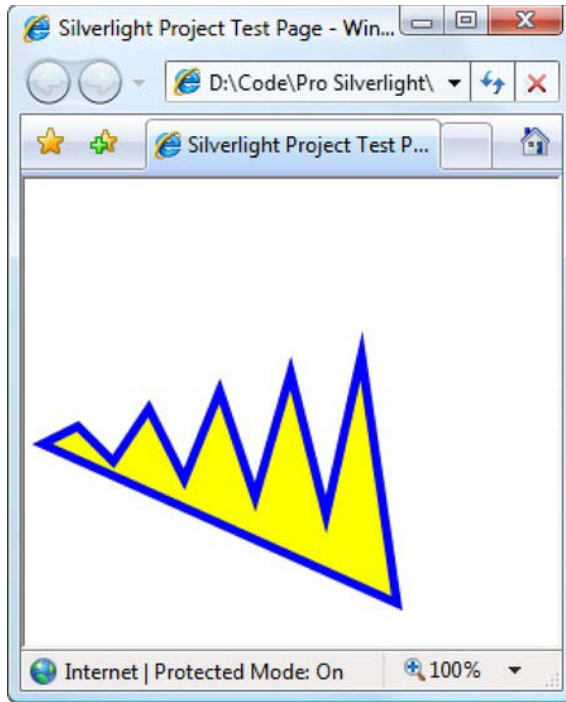 Silverlight Project Test Page - Win...
D:\Code\Pro Silverlight\
Silverlight Project Test P...
Internet | Protected Mode: On 100%